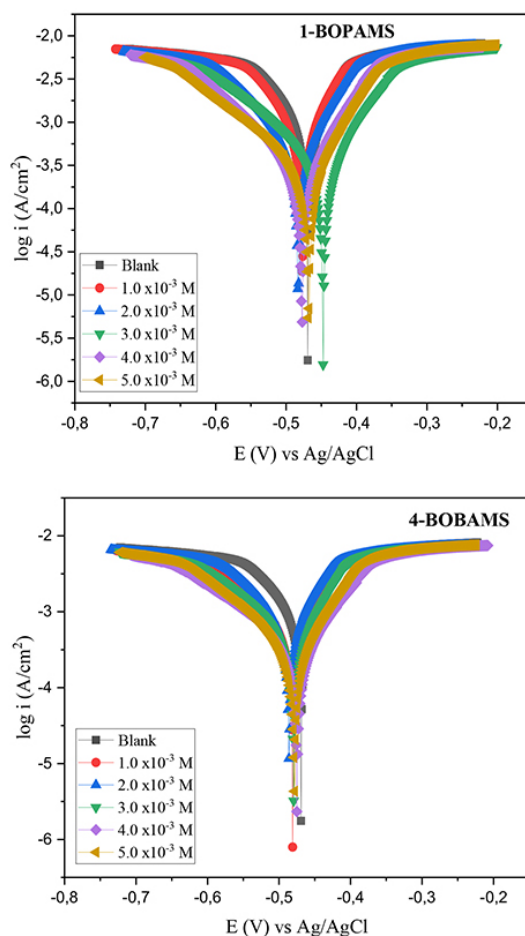 1-BOPAMS
-2,0
-2,5
-3,0
-3,5
-4,0
-4,5
-5,0
-5,5
-6,0
log i (A/cm²)
Blank
1.0 x10⁻³ M
2.0 x10⁻³ M
3.0 x10⁻³ M
4.0 x10⁻³ M
5.0 x10⁻³ M
-0,8
-0,7
-0,6
-0,5
-0,4
-0,3
-0,2
E (V) vs Ag/AgCl
4-BOBAMS
-2
-3
-4
-5
-6
log i (A/cm²)
Blank
1.0 x10⁻³ M
2.0 x10⁻³ M
3.0 x10⁻³ M
4.0 x10⁻³ M
5.0 x10⁻³ M
-0,8
-0,7
-0,6
-0,5
-0,4
-0,3
-0,2
E (V) vs Ag/AgCl